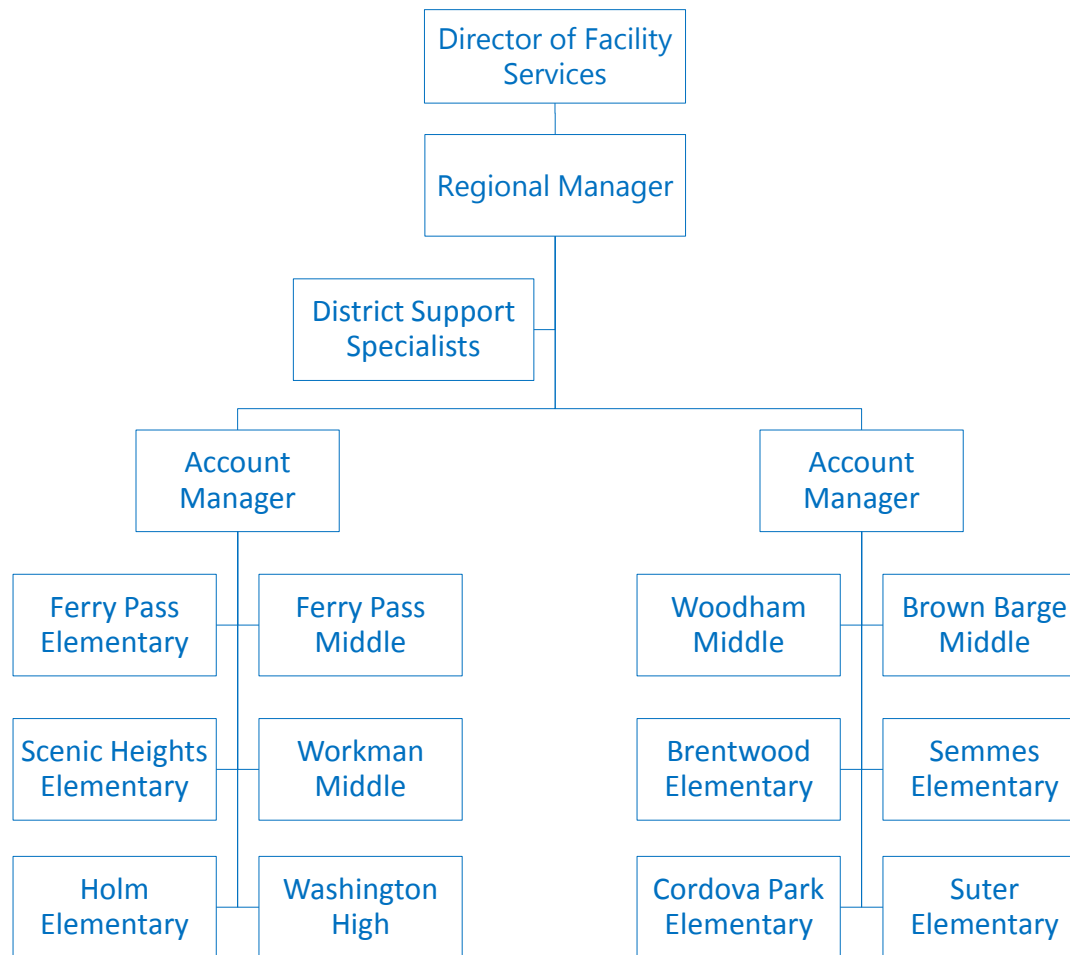 Director of Facility
Services
Regional Manager
District Support
Specialists
Account
Manager
Account
Manager
Ferry Pass
Elementary
Ferry Pass
Middle
Woodham
Middle
Brown Barge
Middle
Scenic Heights
Elementary
Workman
Middle
Brentwood
Elementary
Semmes
Elementary
Holm
Elementary
Washington
High
Cordova Park
Elementary
Suter
Elementary